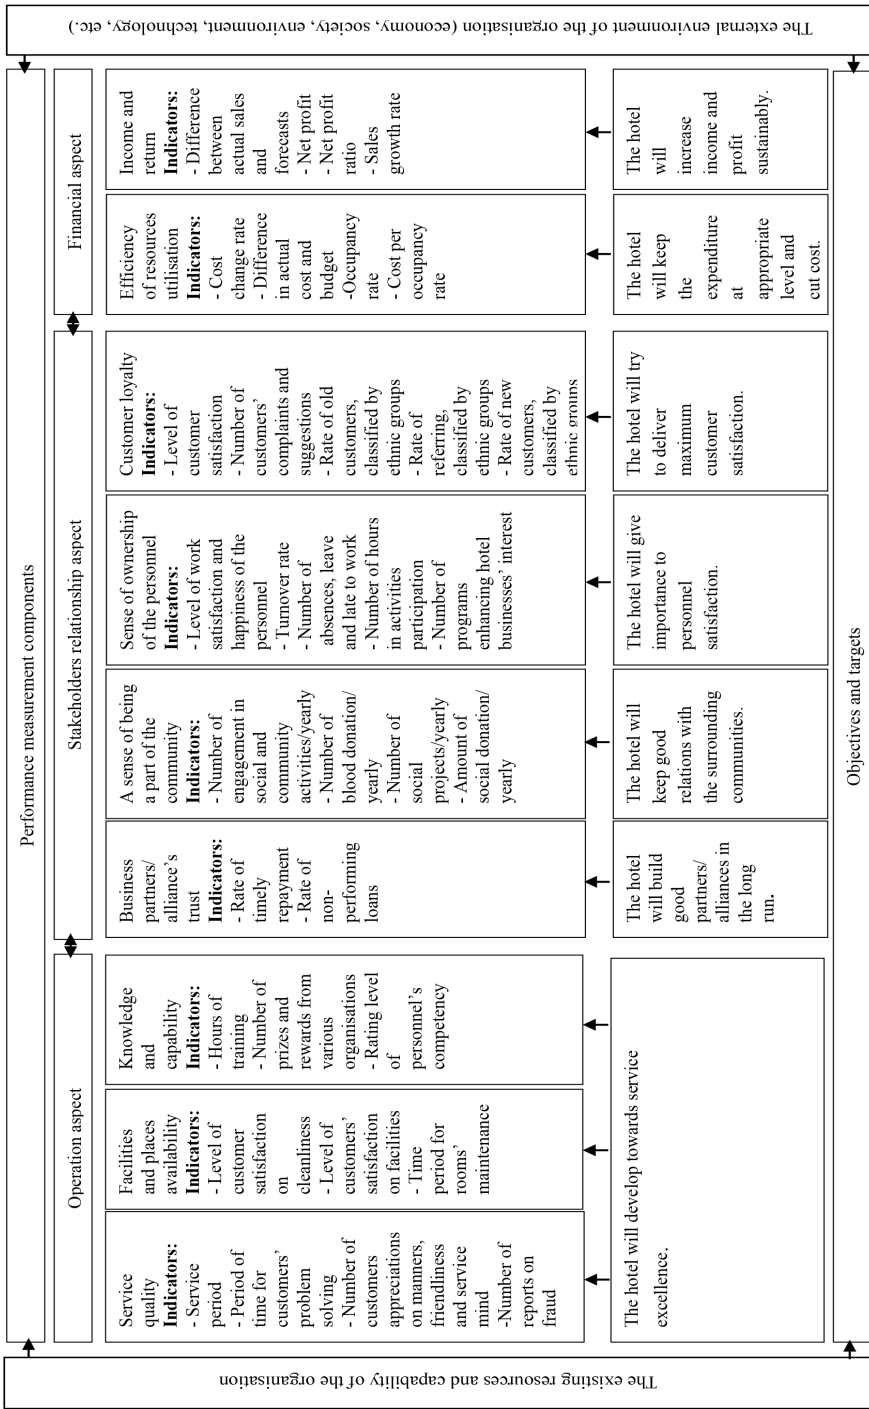 The existing resources and capability of the organisation
Performance measurement components
Operation aspect
Stakeholders relationship aspect
Financial aspect
Service
quality
Indicators:
- Service
period
- Period of
time for
customers'
problem
solving
- Number of
customers
appreciations
on manners,
friendliness
and service
mind
-Number of
reports on
fraud
Facilities
and places
availability
Indicators:
- Level of
customer
satisfaction
on
cleanliness
- Level of
customers'
satisfaction
on facilities
- Time
period for
rooms'
maintenance
Knowledge
and
capability
Indicators:
- Hours of
training
- Number of
prizes and
rewards from
various
organisations
- Rating level
of
personnel's
competency
Business
partners/
alliance's
trust
Indicators:
- Rate of
timely
repayment
- Rate of
non-
performing
loans
A sense of being
a part of the
community
Indicators:
- Number of
engagement in
social and
community
activities/yearly
- Number of
blood donation/
yearly
- Number of
social
projects/yearly
- Amount of
social donation/
yearly
Sense of ownership
of the personnel
Indicators:
- Level of work
satisfaction and
happiness of the
personnel
- Turnover rate
- Number of
absences, leave
and late to work
- Number of hours
in activities
participation
- Number of
programs
enhancing hotel
businesses' interest
Customer loyalty
Indicators:
- Level of
customer
satisfaction
- Number of
customers'
complaints and
suggestions
- Rate of old
customers,
classified by
ethnic groups
- Rate of
referring,
classified by
ethnic groups
- Rate of new
customers,
classified by
ethnic groups
Efficiency
of resources
utilisation
Indicators:
- Cost
change rate
- Difference
in actual
cost and
budget
-Occupancy
rate
- Cost per
occupancy
rate
Income and
return
Indicators:
- Difference
between
actual sales
and
forecasts
- Net profit
- Net profit
ratio
- Sales
growth rate
The hotel will develop towards service
excellence.
The hotel
will build
good
partners/
alliances in
the long
run.
The hotel will
keep good
relations with
the surrounding
communities.
The hotel will give
importance to
personnel
satisfaction.
The hotel will try
to deliver
maximum
customer
satisfaction.
The hotel
will keep
the
expenditure
at
appropriate
level and
cut cost.
The hotel
will
increase
income and
profit
sustainably.
Objectives and targets
The external environment of the organisation (economy, society, environment, technology, etc.)